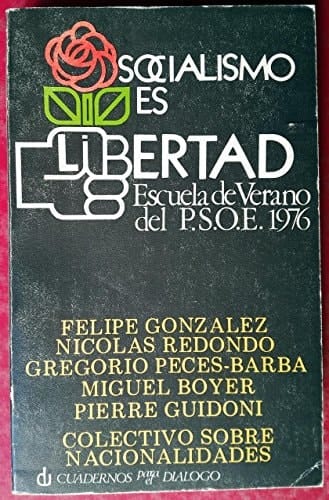 SOCIALISMO
ES
LIBERTAD
Escuela de Verano
del P.S.O.E. 1976
FELIPE GONZALEZ
NICOLAS REDONDO
GREGORIO PECES-BARBA
MIGUEL BOYER
PIERRE GUIDONI
COLECTIVO SOBRE
NACIONALIDADES
CUADERNOS para el DIALOGO